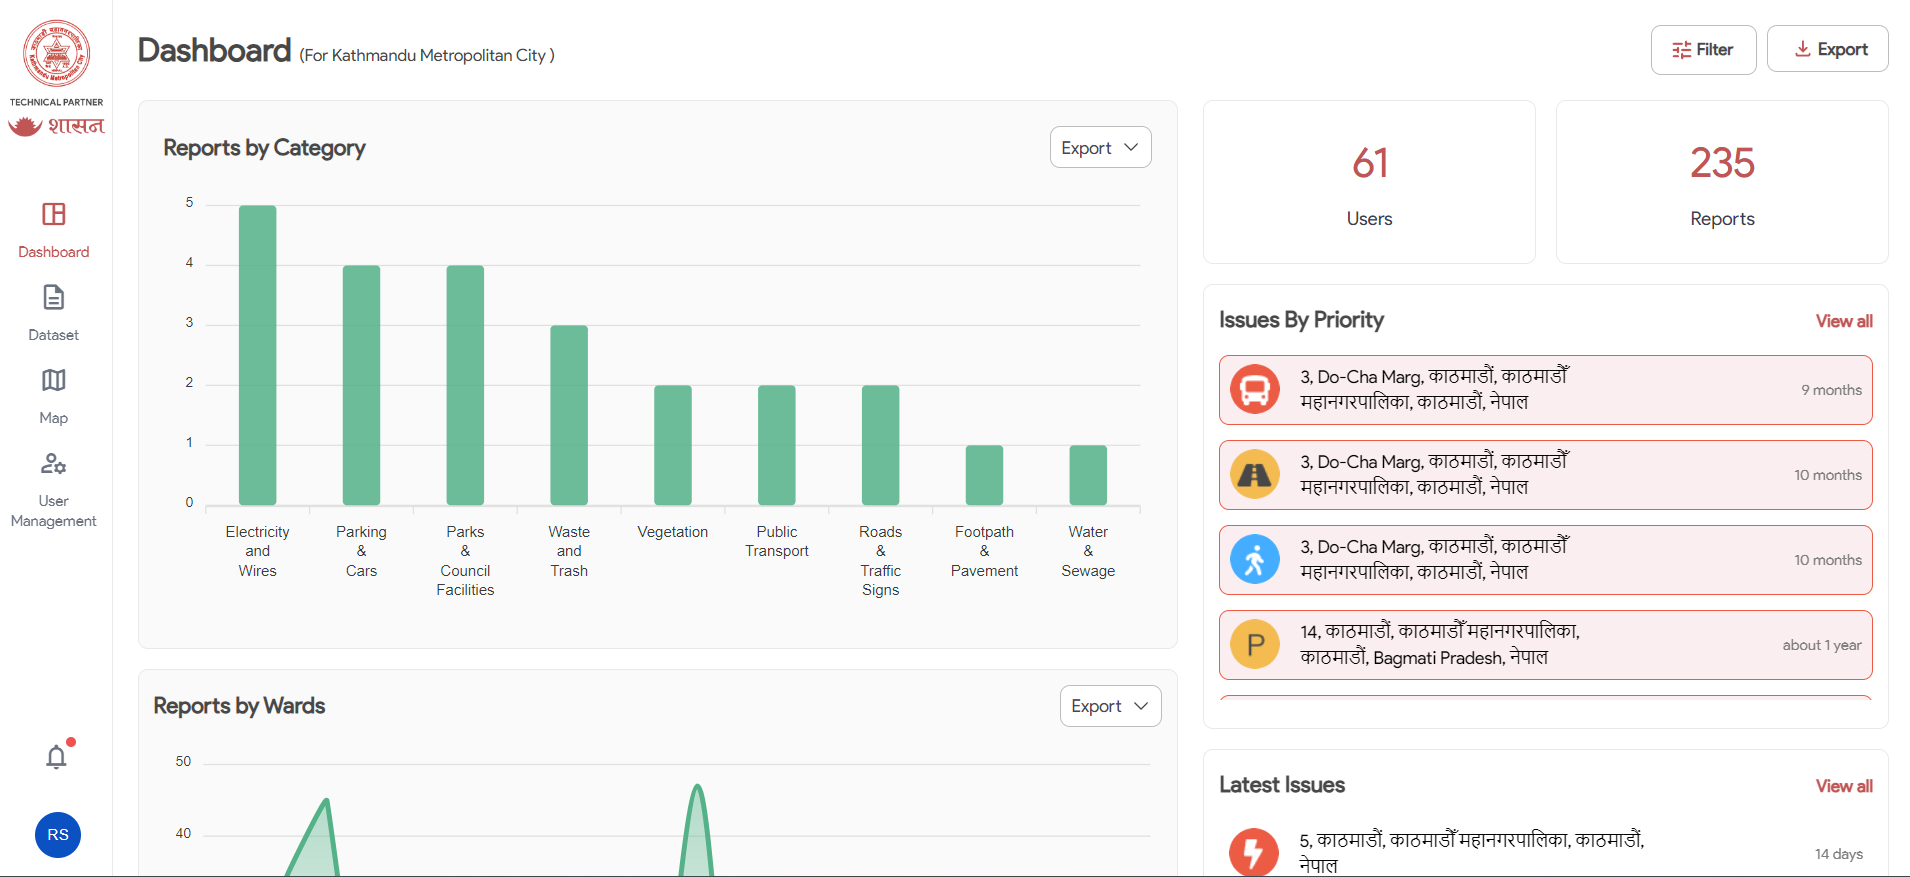 TECHNICAL PARTNER
शासन
Dashboard
Dataset
Map
User
Management
RS
Dashboard (For Kathmandu Metropolitan City )
Filter
Export
Reports by Category
Export
5
4
3
2
1
0
Electricity
and
Wires
Parking
&
Cars
Parks
&
Council
Facilities
Waste
and
Trash
Vegetation
Public
Transport
Roads
&
Traffic
Signs
Footpath
&
Pavement
Water
&
Sewage
Reports by Wards
Export
50
40
61
Users
235
Reports
Issues By Priority
View all
3, Do-Cha Marg, काठमाडौं, काठमाडौँ
महानगरपालिका, काठमाडौं, नेपाल
9 months
3, Do-Cha Marg, काठमाडौं, काठमाडौँ
महानगरपालिका, काठमाडौं, नेपाल
10 months
3, Do-Cha Marg, काठमाडौं, काठमाडौँ
महानगरपालिका, काठमाडौं, नेपाल
10 months
P
14, काठमाडौं, काठमाडौँ महानगरपालिका,
काठमाडौं, Bagmati Pradesh, नेपाल
about 1 year
Latest Issues
View all
5, काठमाडौं, काठमाडौँ महानगरपालिका, काठमाडौं,
नेपाल
14 days